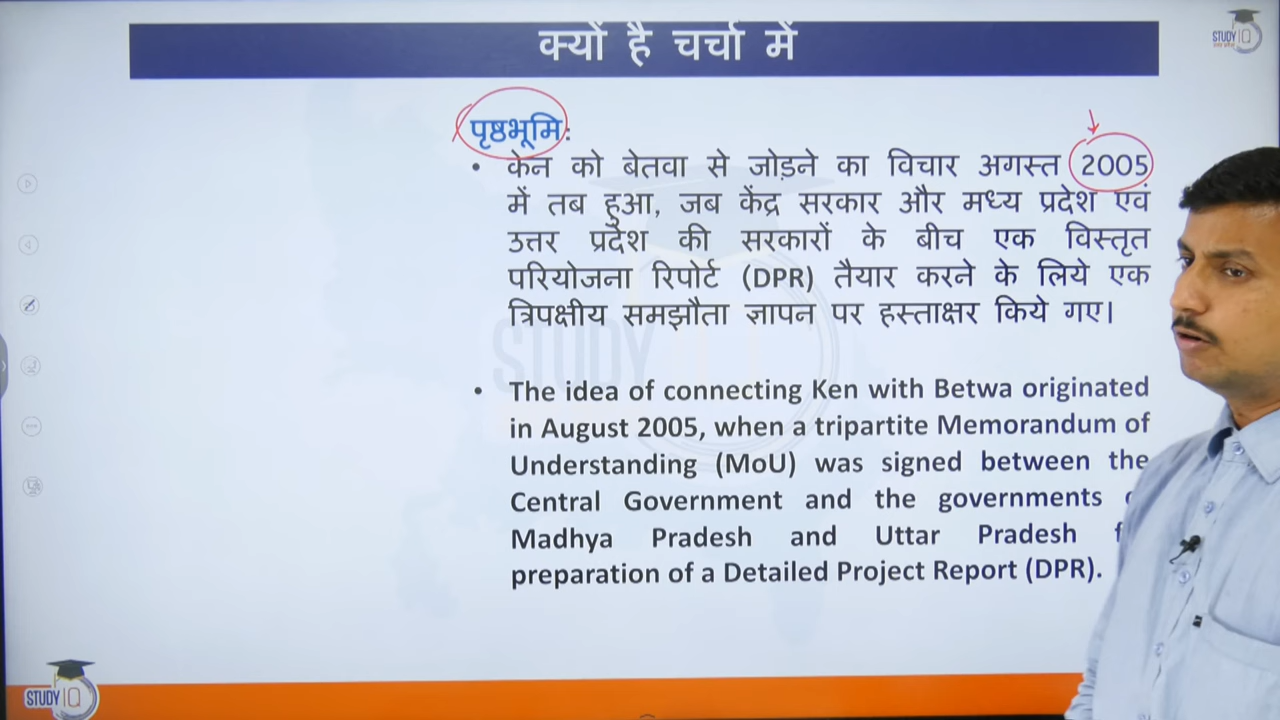 क्यों है चर्चा में
STUDY IQ
पृष्ठभूमि:
• केन को बेतवा से जोड़ने का विचार अगस्त 2005
में तब हुआ, जब केंद्र सरकार और मध्य प्रदेश एवं
उत्तर प्रदेश की सरकारों के बीच एक विस्तृत
परियोजना रिपोर्ट (DPR) तैयार करने के लिये एक
त्रिपक्षीय समझौता ज्ञापन पर हस्ताक्षर किये गए।
STUDY
• The idea of connecting Ken with Betwa originated
in August 2005, when a tripartite Memorandum of
Understanding (MoU) was signed between the
Central Government and the governments
Madhya Pradesh and Uttar Pradesh
preparation of a Detailed Project Report (DPR).
STUDY IQ